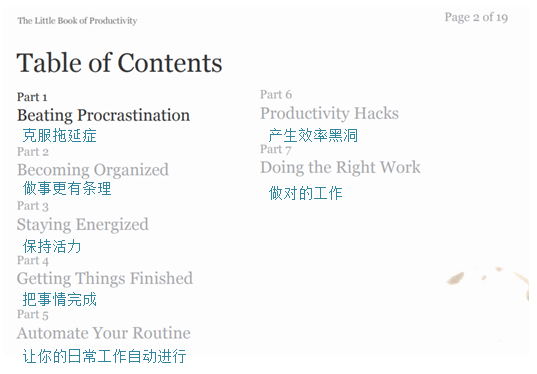 The Little Book of Productivity
Page 2 of 19
Table of Contents
Part 1
Beating Procrastination
克服拖延症
Part 2
Becoming Organized
做事更有条理
Part 3
Staying Energized
保持活力
Part 4
Getting Things Finished
把事情完成
Part 5
Automate Your Routine
让你的日常工作自动进行
Part 6
Productivity Hacks
产生效率黑洞
Part 7
Doing the Right Work
做对的工作